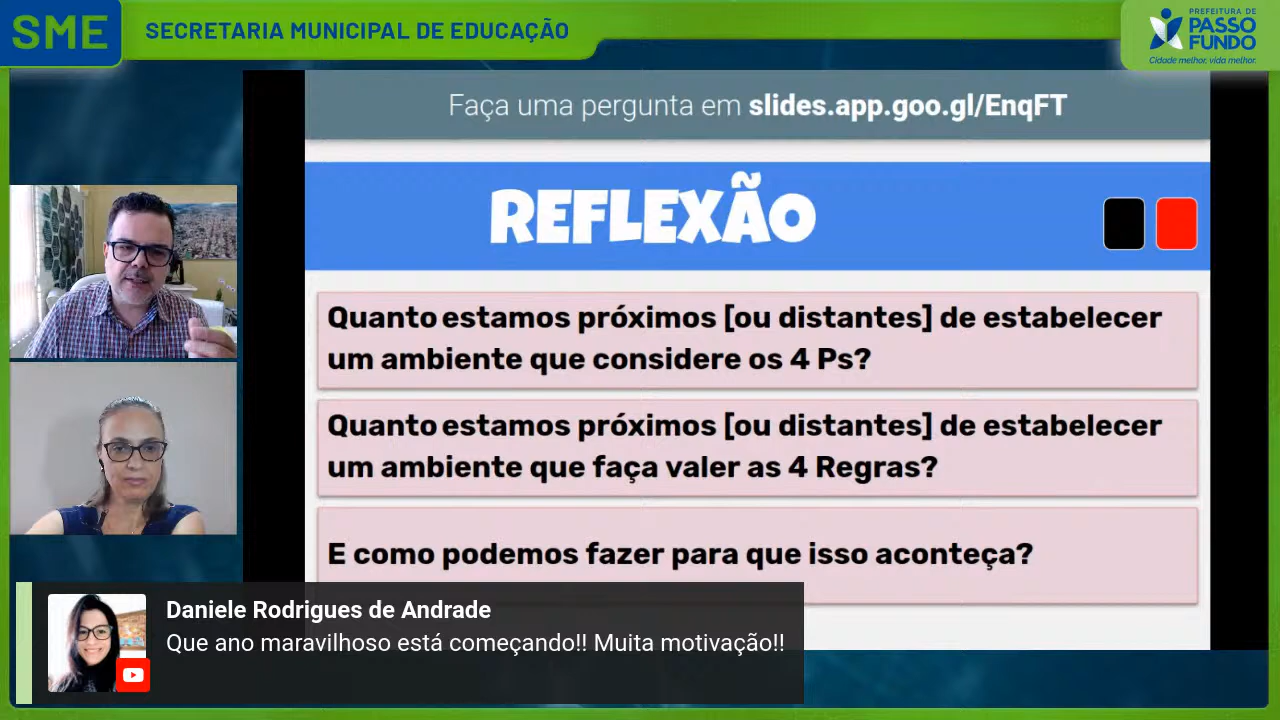 SME
SECRETARIA MUNICIPAL DE EDUCAÇÃO
PREFEITURA DE
PASSO
FUNDO
Cidade melhor, vida melhor.
Faça uma pergunta em slides.app.goo.gl/EnqFT
REFLEXÃO
Quanto estamos próximos [ou distantes] de estabelecer
um ambiente que considere os 4 Ps?
Quanto estamos próximos [ou distantes] de estabelecer
um ambiente que faça valer as 4 Regras?
E como podemos fazer para que isso aconteça?
Daniele Rodrigues de Andrade
Que ano maravilhoso está começando!! Muita motivação!!